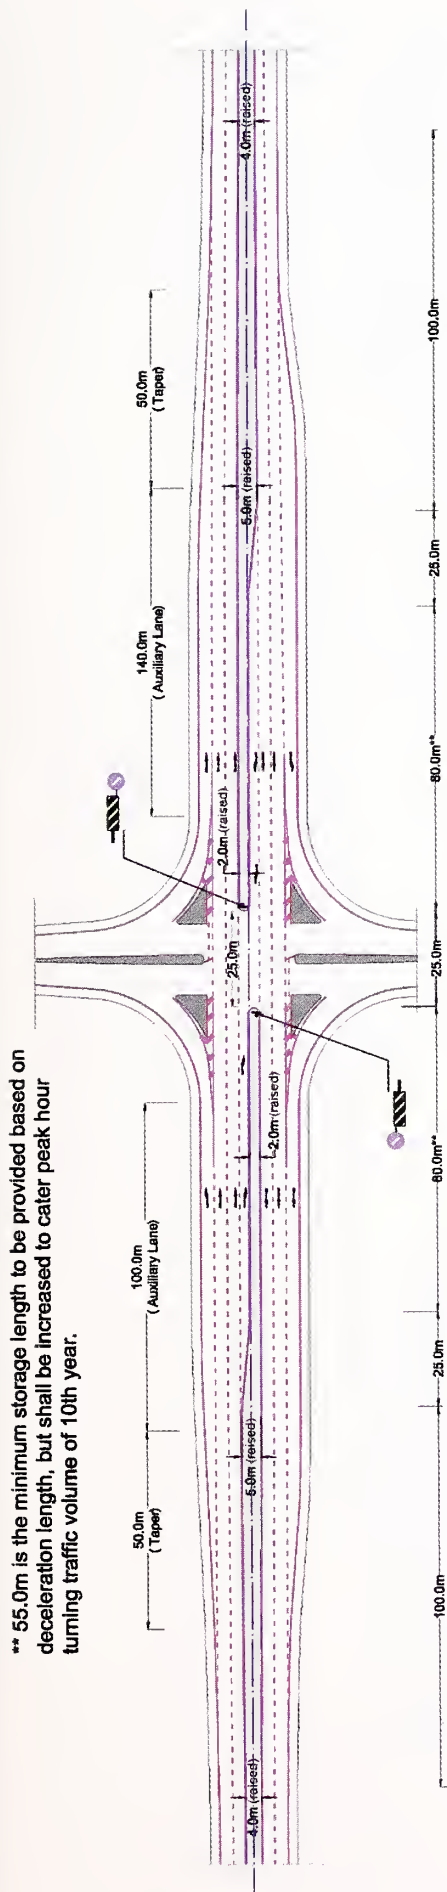 ** 55.0m is the minimum storage length to be provided based on
deceleration length, but shall be increased to cater peak hour
turning traffic volume of 10th year.
50.0m
( Taper)
100.0m
( Auxiliary Lane)
140.0m
( Auxiliary Lane)
50.0m
( Taper)
4.0m (raised)
5.0m (raised)
2.0m (raised)
25.0m
2.0m (raised)
5.0m (raised)
4.0m (raised)
100.0m
25.0m
80.0m**
25.0m
80.0m**
25.0m
100.0m